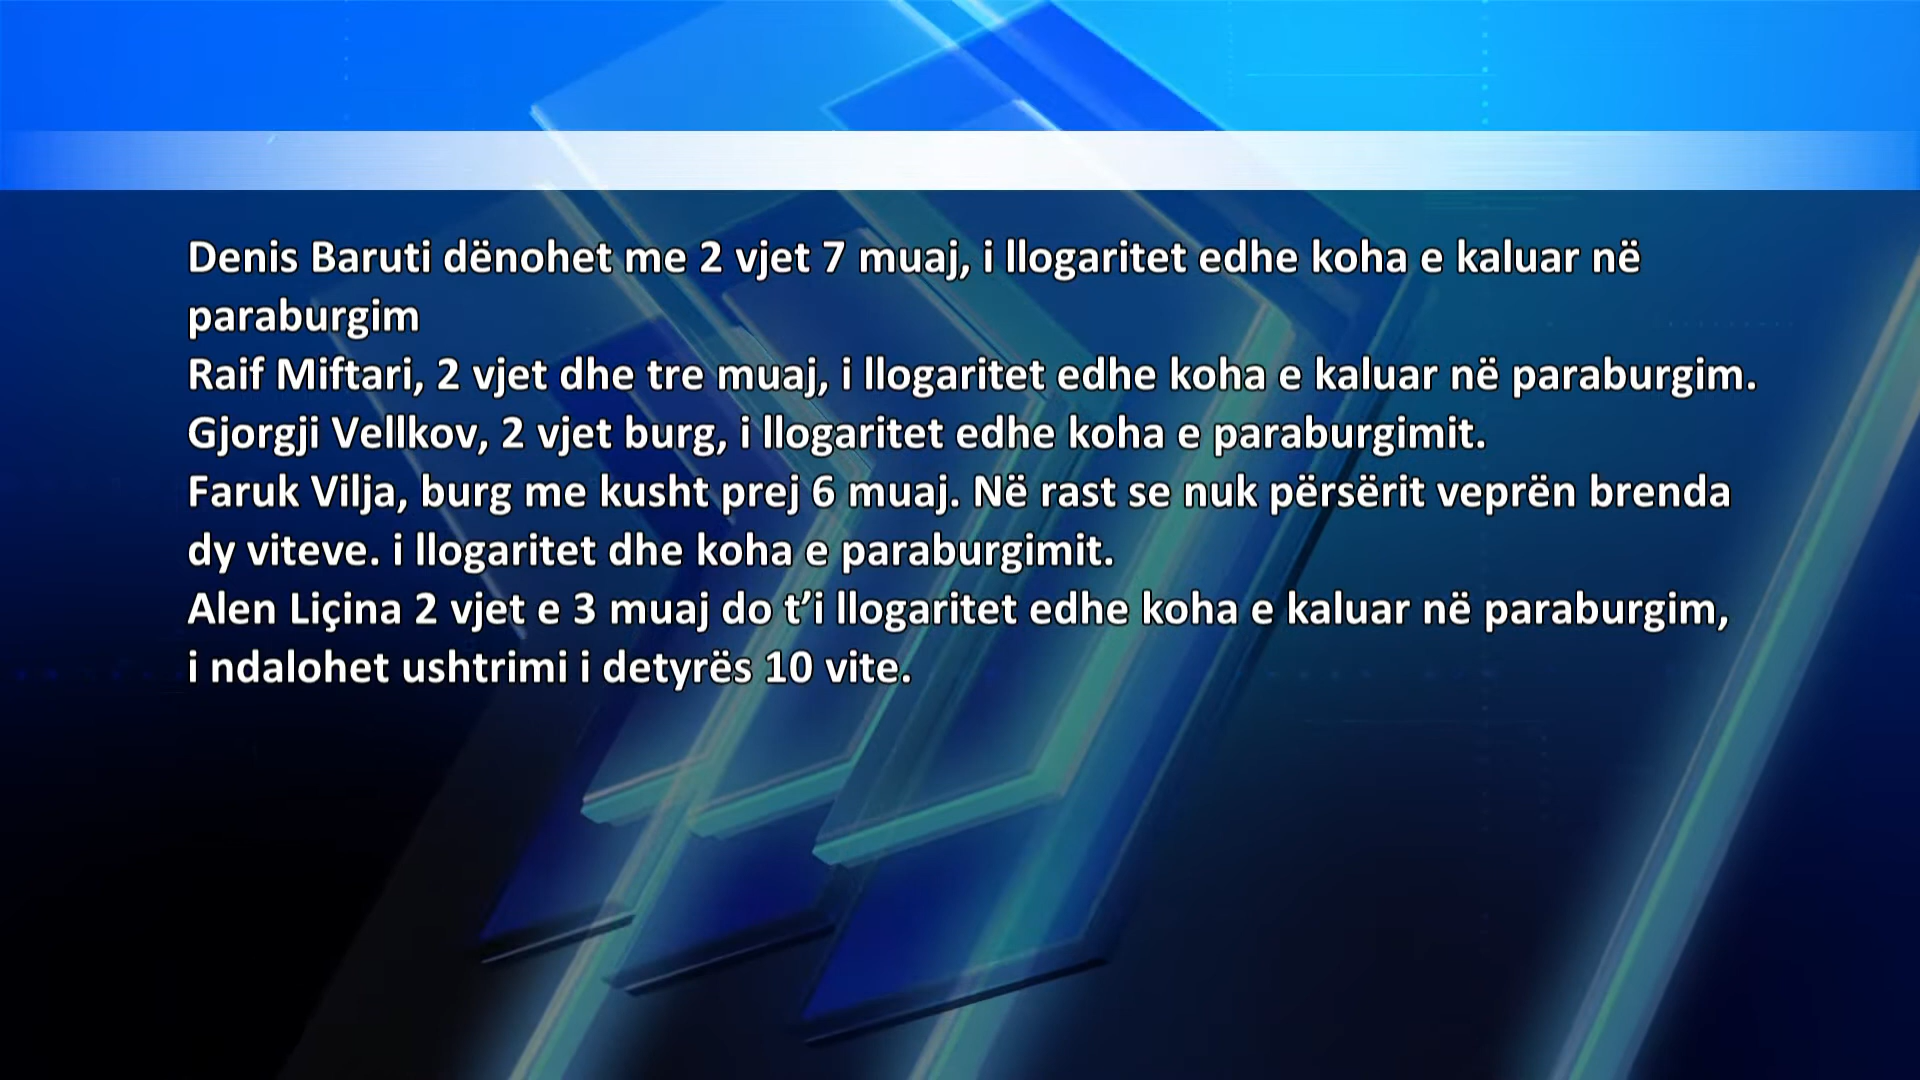 Denis Baruti dënohet me 2 vjet 7 muaj, i llogaritet edhe koha e kaluar në
paraburgim
Raif Miftari, 2 vjet dhe tre muaj, i llogaritet edhe koha e kaluar në paraburgim.
Gjorgji Vellkov, 2 vjet burg, i llogaritet edhe koha e paraburgimit.
Faruk Vilja, burg me kusht prej 6 muaj. Në rast se nuk përsërit veprën brenda
dy viteve. i llogaritet dhe koha e paraburgimit.
Alen Liçina 2 vjet e 3 muaj do t’i llogaritet edhe koha e kaluar në paraburgim,
i ndalohet ushtrimi i detyrës 10 vite.